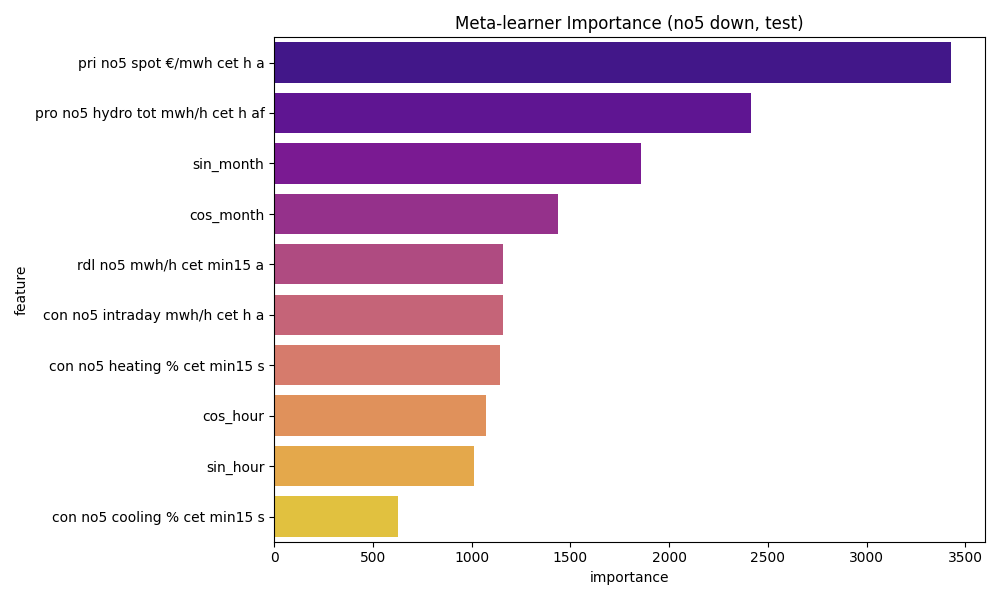 Meta-learner Importance (no5 down, test)
feature
pri no5 spot €/mwh cet h a
pro no5 hydro tot mwh/h cet h af
sin_month
cos_month
rdl no5 mwh/h cet min15 a
con no5 intraday mwh/h cet h a
con no5 heating % cet min15 s
cos_hour
sin_hour
con no5 cooling % cet min15 s
0 500 1000 1500 2000 2500 3000 3500
importance